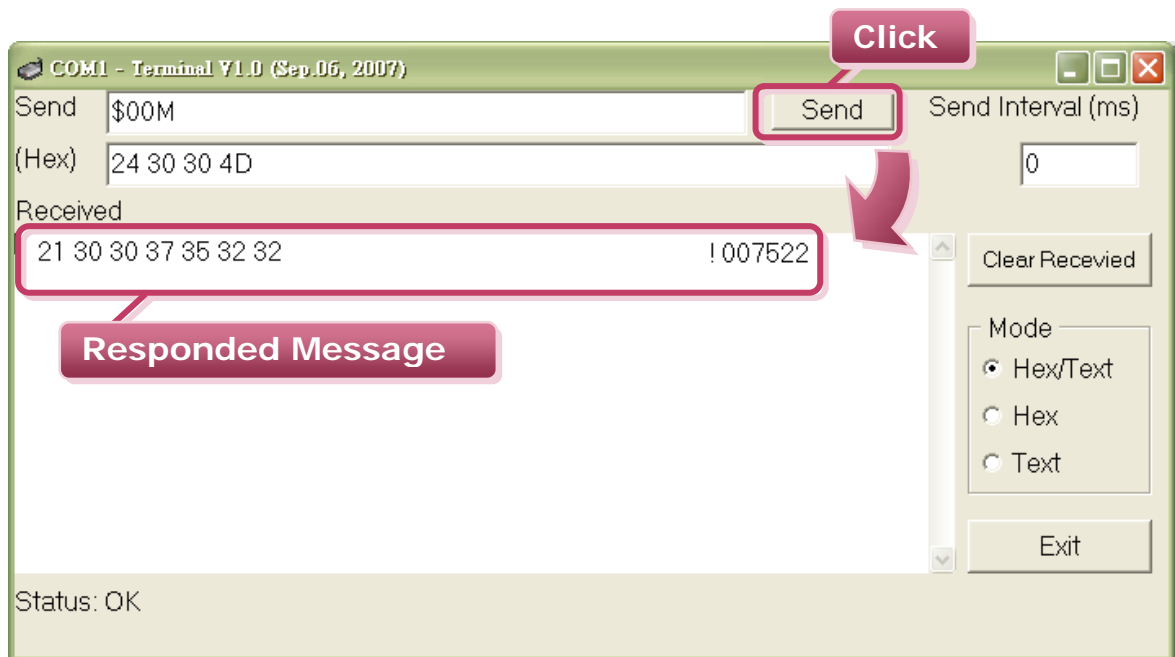 Click
COM1 - Terminal V1.0 (Sep.06, 2007)
Send $00M Send Send Interval (ms)
(Hex) 24 30 30 4D 0
Received
21 30 30 37 35 32 32 !007522
Clear Recevied
Responded Message
Mode
Hex/Text
Hex
Text
Exit
Status: OK